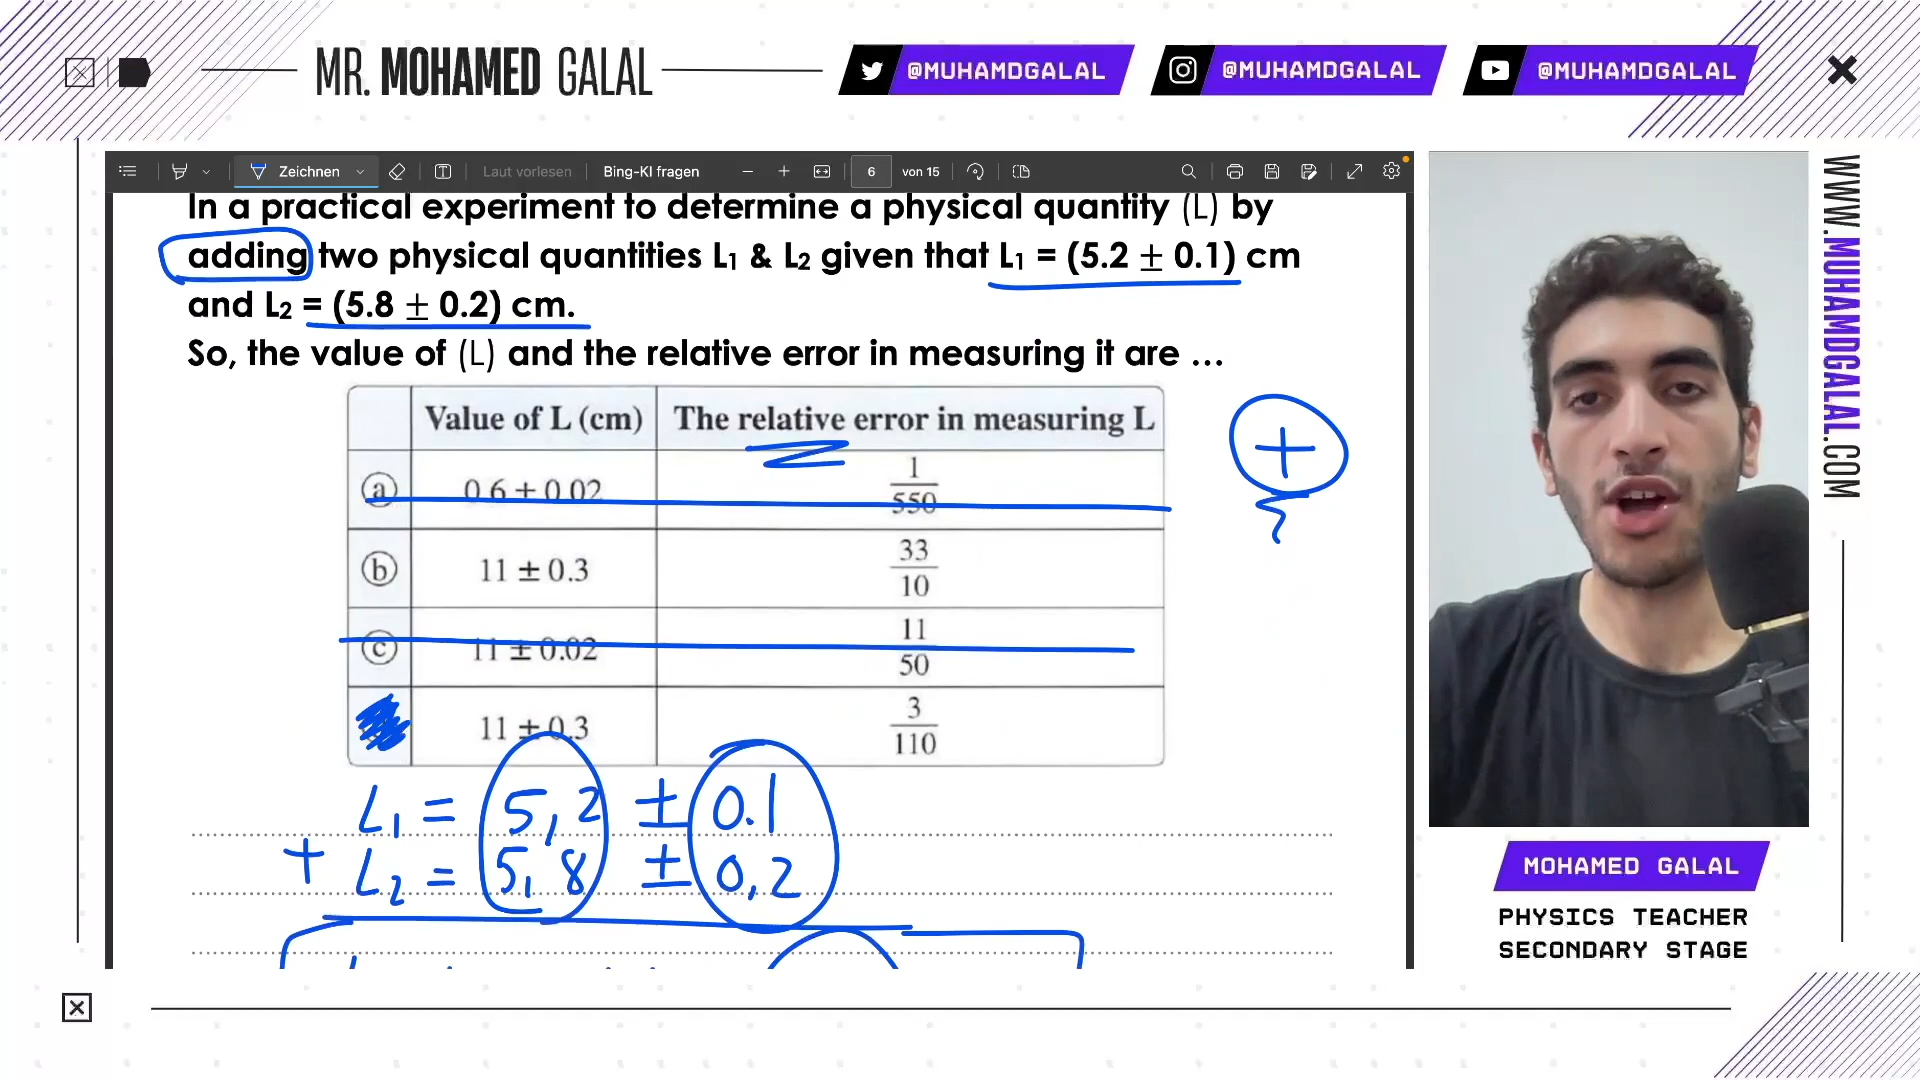 MR. MOHAMED GALAL
@MUHAMDGALAL
@MUHAMDGALAL
@MUHAMDGALAL
Zeichnen
Laut vorlesen
Bing-KI fragen
6
von 15
In a practical experiment to determine a physical quantity (L) by
adding two physical quantities L₁ & L₂ given that L₁ = (5.2 ± 0.1) cm
and L₂ = (5.8 ± 0.2) cm.
So, the value of (L) and the relative error in measuring it are ...
Value of L (cm) The relative error in measuring L
a 0.6 ± 0.02 1/550
b 11 ± 0.3 33/10
c 11 ± 0.02 11/50
11 ± 0.3 3/110
+
L₁ = 5,2 ± 0.1
+ L₂ = 5,8 ± 0,2
WWW.MUHAMDGALAL.COM
MOHAMED GALAL
PHYSICS TEACHER
SECONDARY STAGE